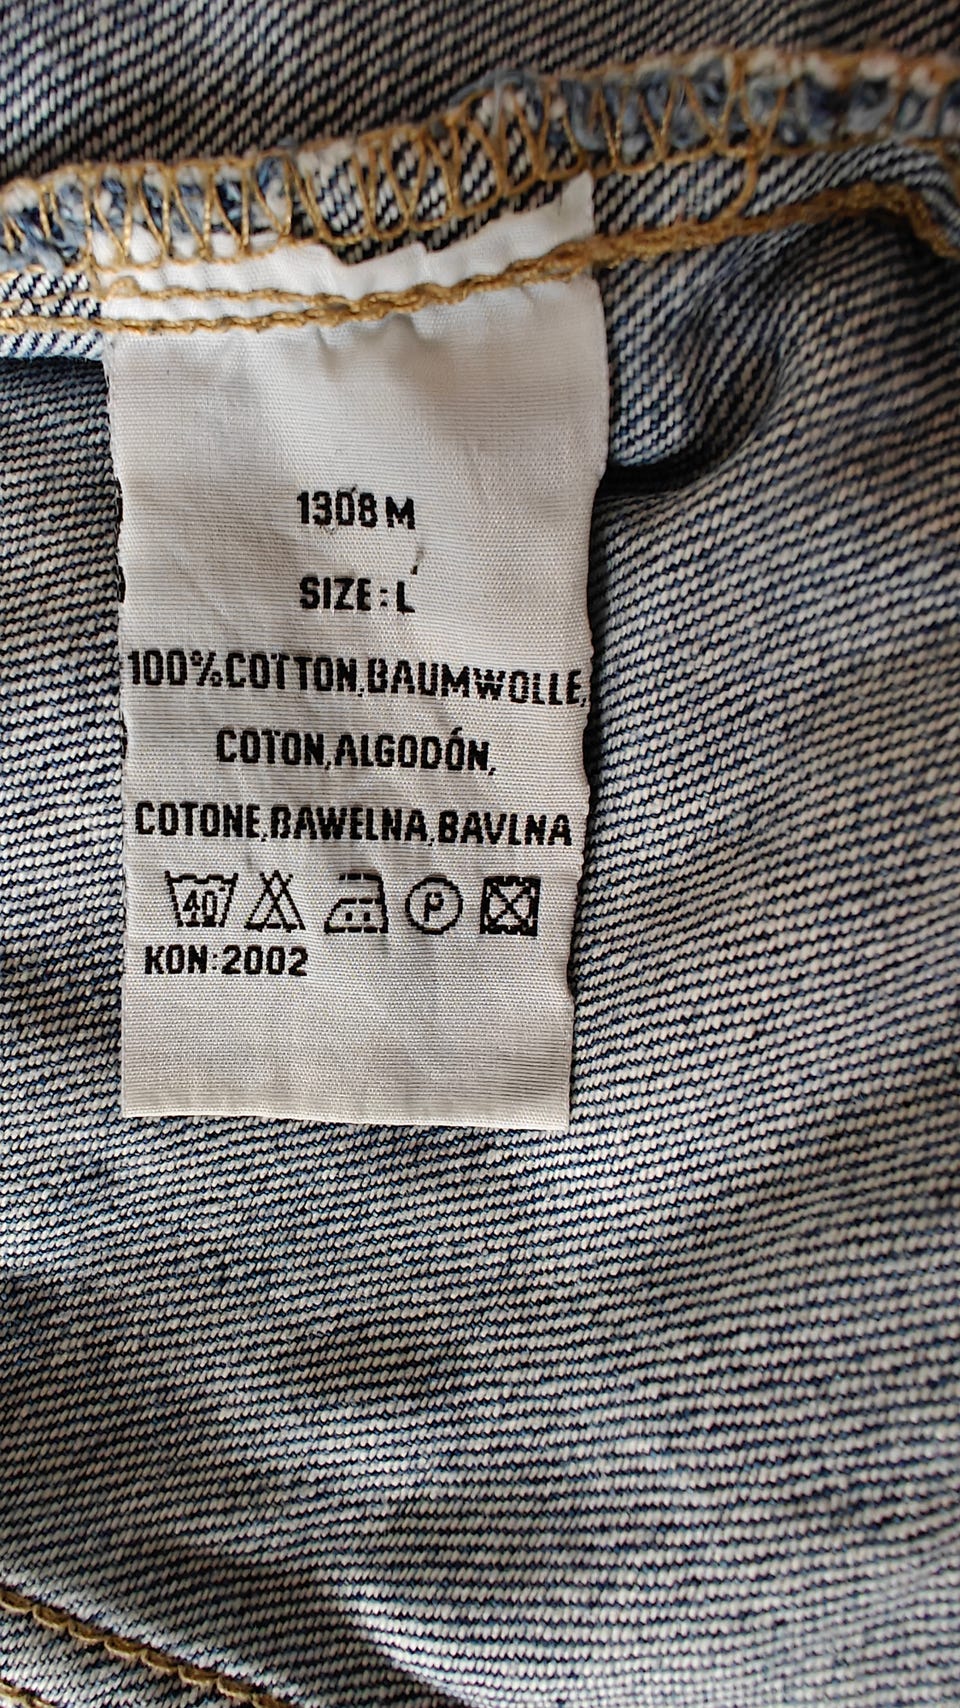 1308 M
SIZE: L
100% COTTON, BAUMWOLLE,
COTON, ALGODÓN,
COTONE, BAWELNA, BAVLNA
40 P
KON:2002